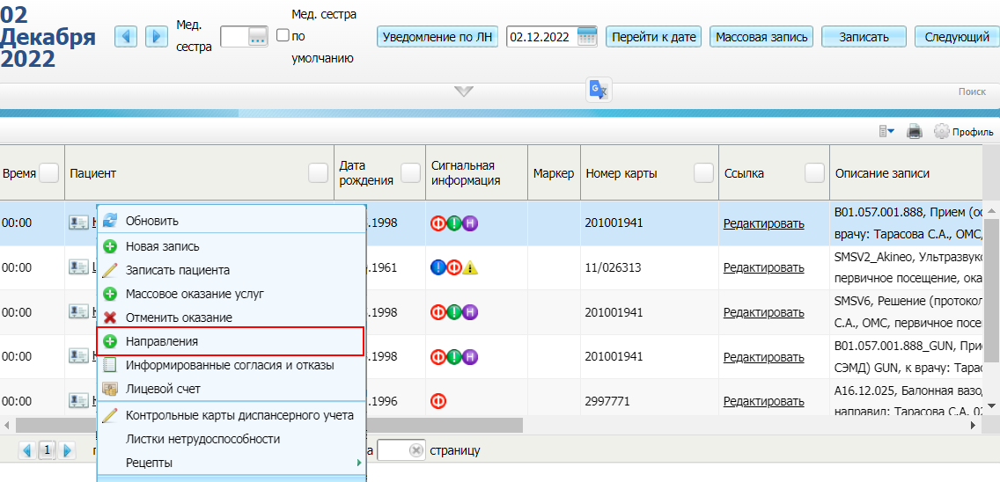 02
Декабря
2022
Мед.
сестра
...
Мед. сестра
по
умолчанию
Уведомление по ЛН
02.12.2022
Перейти к дате
Массовая запись
Записать
Следующий
Поиск
Профиль
Время
Пациент
Дата
рождения
Сигнальная
информация
Маркер
Номер карты
Ссылка
Описание записи
00:00
.1998
Ф ! Н
201001941
Редактировать
B01.057.001.888, Прием (ос
врачу: Тарасова С.А., ОМС,
00:00
.1961
! Ф !
11/026313
Редактировать
SMSV2_Akineo, Ультразвуко
первичное посещение, ока
00:00
.1998
Ф ! Н
201001941
Редактировать
SMSV6, Решение (протокол
С.А., ОМС, первичное посе
00:00
.1998
Ф ! Н
201001941
Редактировать
B01.057.001.888_GUN, При
СЭМД) GUN, к врачу: Тарас
00:00
.1996
Ф
2997771
Редактировать
A16.12.025, Балонная вазо
направил: Тарасова С.А. 02
Обновить
Новая запись
Записать пациента
Массовое оказание услуг
Отменить оказание
Направления
Информированные согласия и отказы
Лицевой счет
Контрольные карты диспансерного учета
Листки нетрудоспособности
Рецепты
1
а
страницу